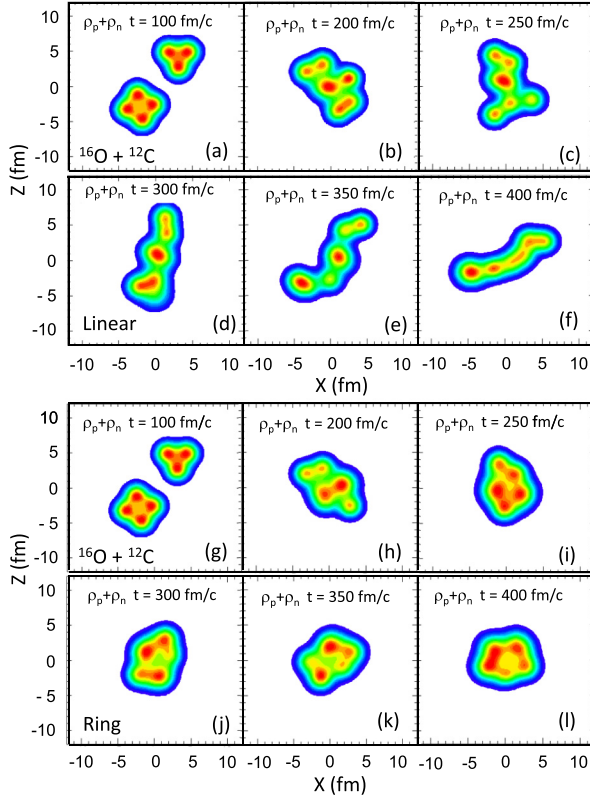 ρp+ρn t = 100 fm/c
ρp+ρn t = 200 fm/c
ρp+ρn t = 250 fm/c
10
5
0
-5
-10
Z (fm)
16O + 12C
(a)
(b)
(c)
ρp+ρn t = 300 fm/c
ρp+ρn t = 350 fm/c
ρp+ρn t = 400 fm/c
10
5
0
- 5
-10
Linear
(d)
(e)
(f)
-10 -5 0 5 -10 -5 0 5 -10 -5 0 5 10
X (fm)
ρp+ρn t = 100 fm/c
ρp+ρn t = 200 fm/c
ρp+ρn t = 250 fm/c
10
5
0
- 5
-10
Z (fm)
16O + 12C
(g)
(h)
(i)
ρp+ρn t = 300 fm/c
ρp+ρn t = 350 fm/c
ρp+ρn t = 400 fm/c
10
5
0
- 5
-10
Ring
(j)
(k)
(l)
-10 -5 0 5 -10 -5 0 5 -10 -5 0 5 10
X (fm)